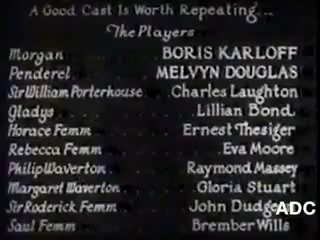 A Good Cast Is Worth Repeating...
The Players
Morgan BORIS KARLOFF
Penderel MELVYN DOUGLAS
Sir William Porterhouse Charles Laughton
Gladys Lillian Bond
Horace Femm Ernest Thesiger
Rebecca Femm Eva Moore
Philip Waverton Raymond Massey
Margaret Waverton Gloria Stuart
Sir Roderick Femm John Dudgeon
Saul Femm Brember Wills
ADC